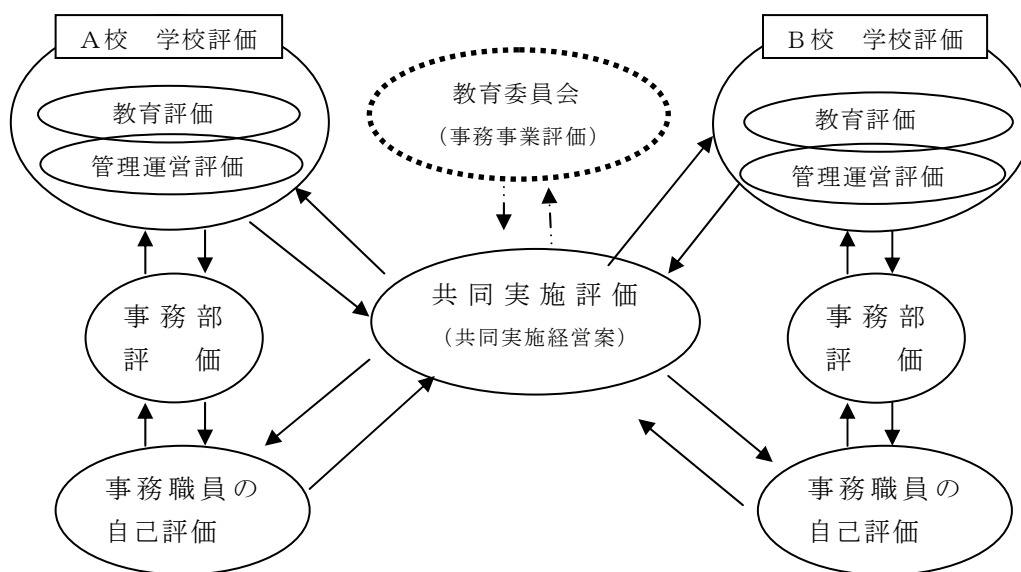 A校 学校評価
教育評価
管理運営評価
事務部
評 価
事務職員の
自己評価
教育委員会
(事務事業評価)
共同実施評価
(共同実施経営案)
B校 学校評価
教育評価
管理運営評価
事務部
評 価
事務職員の
自己評価